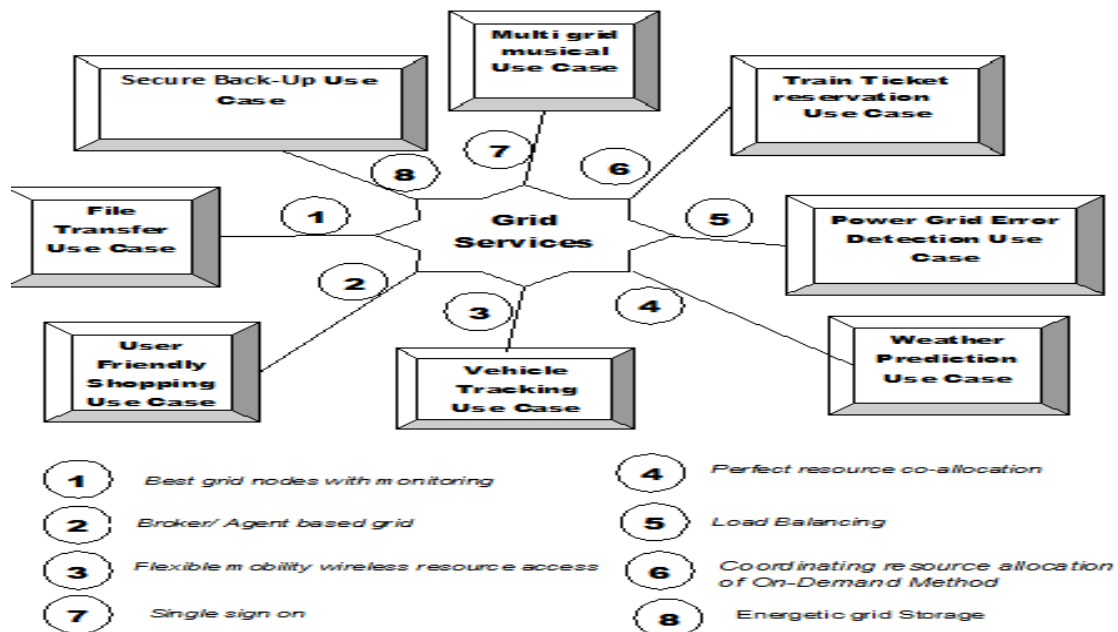 Multi grid
musical
Use Case
Secure Back-Up Use
Case
Train Ticket
reservation
Use Case
7
8
6
File
Transfer
Use Case
1
Grid
Services
5
Power Grid Error
Detection Use
Case
2
3
4
User
Friendly
Shopping
Use Case
Vehicle
Tracking
Use Case
Weather
Prediction
Use Case
1 Best grid nodes with monitoring
4 Perfect resource co-allocation
2 Broker/ Agent based grid
5 Load Balancing
3 Flexible mobility wireless resource access
6 Coordinating resource allocation
of On-Demand Method
7 Single sign on
8 Energetic grid Storage